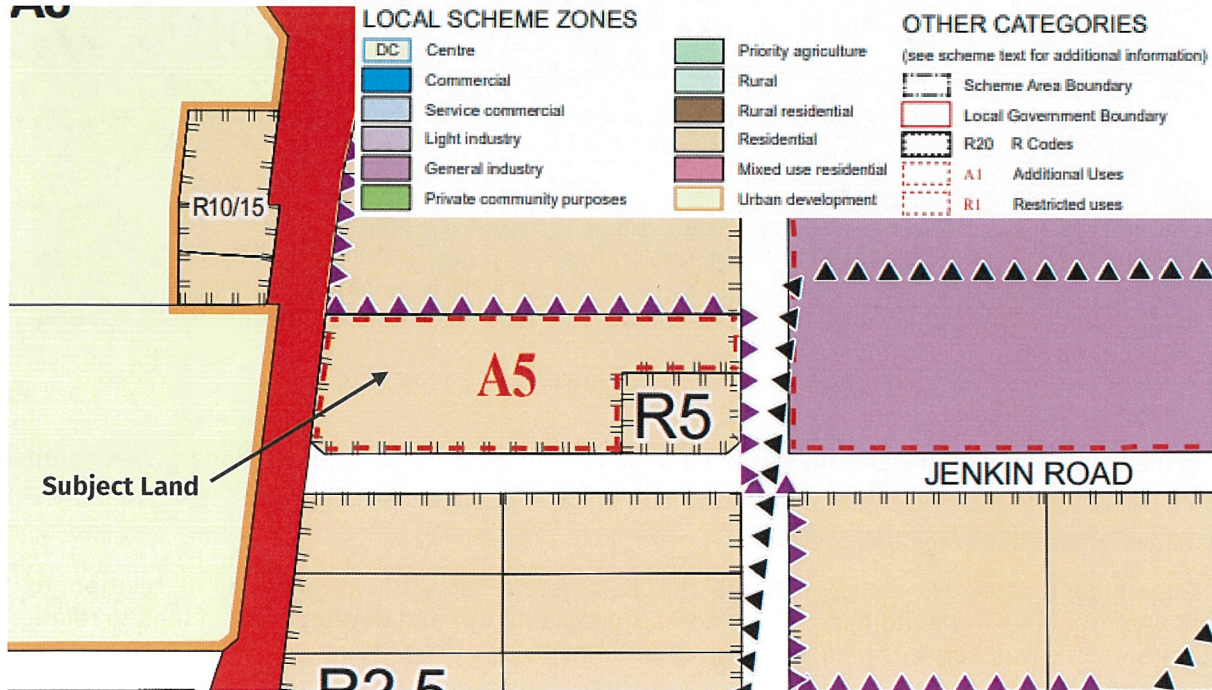 LOCAL SCHEME ZONES
DC Centre
Commercial
Service commercial
Light industry
General industry
Private community purposes
Priority agriculture
Rural
Rural residential
Residential
Mixed use residential
Urban development
OTHER CATEGORIES
(see scheme text for additional information)
Scheme Area Boundary
Local Government Boundary
R20 R Codes
A1 Additional Uses
R1 Restricted uses
R10/15
A5
R5
Subject Land
JENKIN ROAD
R2.5